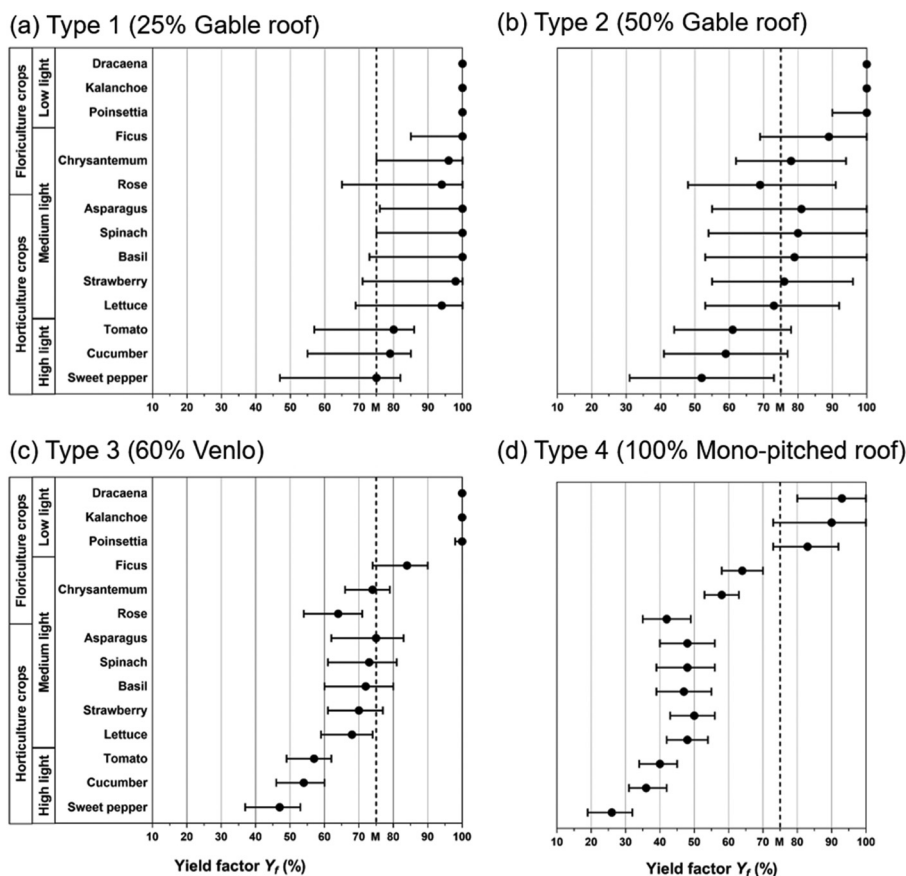 (a) Type 1 (25% Gable roof)
(b) Type 2 (50% Gable roof)
Floriculture crops
Horticulture crops
Low light
Medium light
High light
Dracaena
Kalanchoe
Poinsettia
Ficus
Chrysantemum
Rose
Asparagus
Spinach
Basil
Strawberry
Lettuce
Tomato
Cucumber
Sweet pepper
10 20 30 40 50 60 70 M 80 90 100
10 20 30 40 50 60 70 M 80 90 100
(c) Type 3 (60% Venlo)
(d) Type 4 (100% Mono-pitched roof)
Floriculture crops
Horticulture crops
Low light
Medium light
High light
Dracaena
Kalanchoe
Poinsettia
Ficus
Chrysantemum
Rose
Asparagus
Spinach
Basil
Strawberry
Lettuce
Tomato
Cucumber
Sweet pepper
10 20 30 40 50 60 70 M 80 90 100
10 20 30 40 50 60 70 M 80 90 100
Yield factor Yf (%)
Yield factor Yf (%)